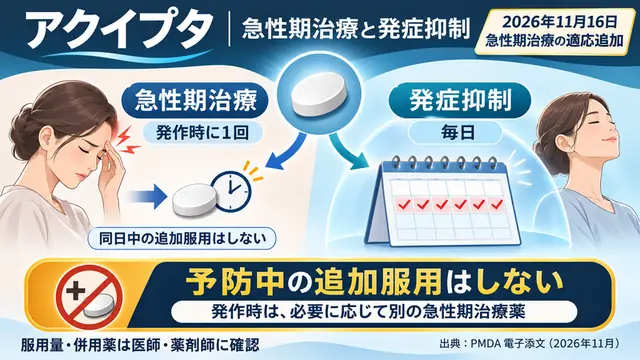 アクイプタ
急性期治療と発症抑制
2026年11月16日
急性期治療の適応追加
急性期治療
発作時に1回
同日中の追加服用はしない
発症抑制
毎日
予防中の追加服用はしない
発作時は、必要に応じて別の急性期治療薬
服用量・併用薬は医師・薬剤師に確認
出典:PMDA 電子添文(2026年11月)